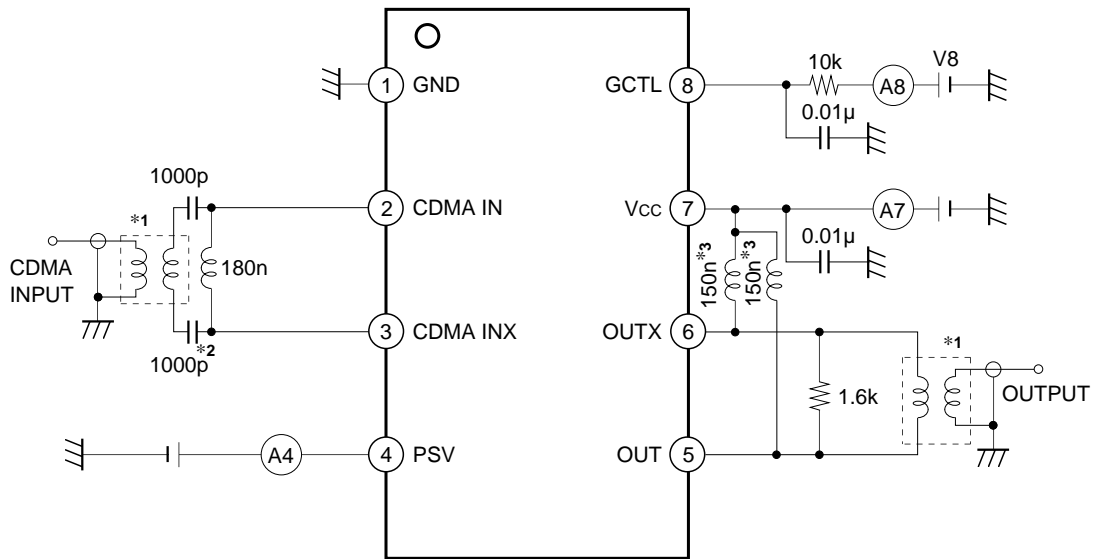 1 GND
2 CDMA IN
3 CDMA INX
4 PSV
GCTL 8
VCC 7
OUTX 6
OUT 5
1000p
*1
180n
CDMA
INPUT
*2
1000p
A4
10k
A8
V8
0.01µ
A7
0.01µ
150n*3
150n*3
1.6k
*1
OUTPUT